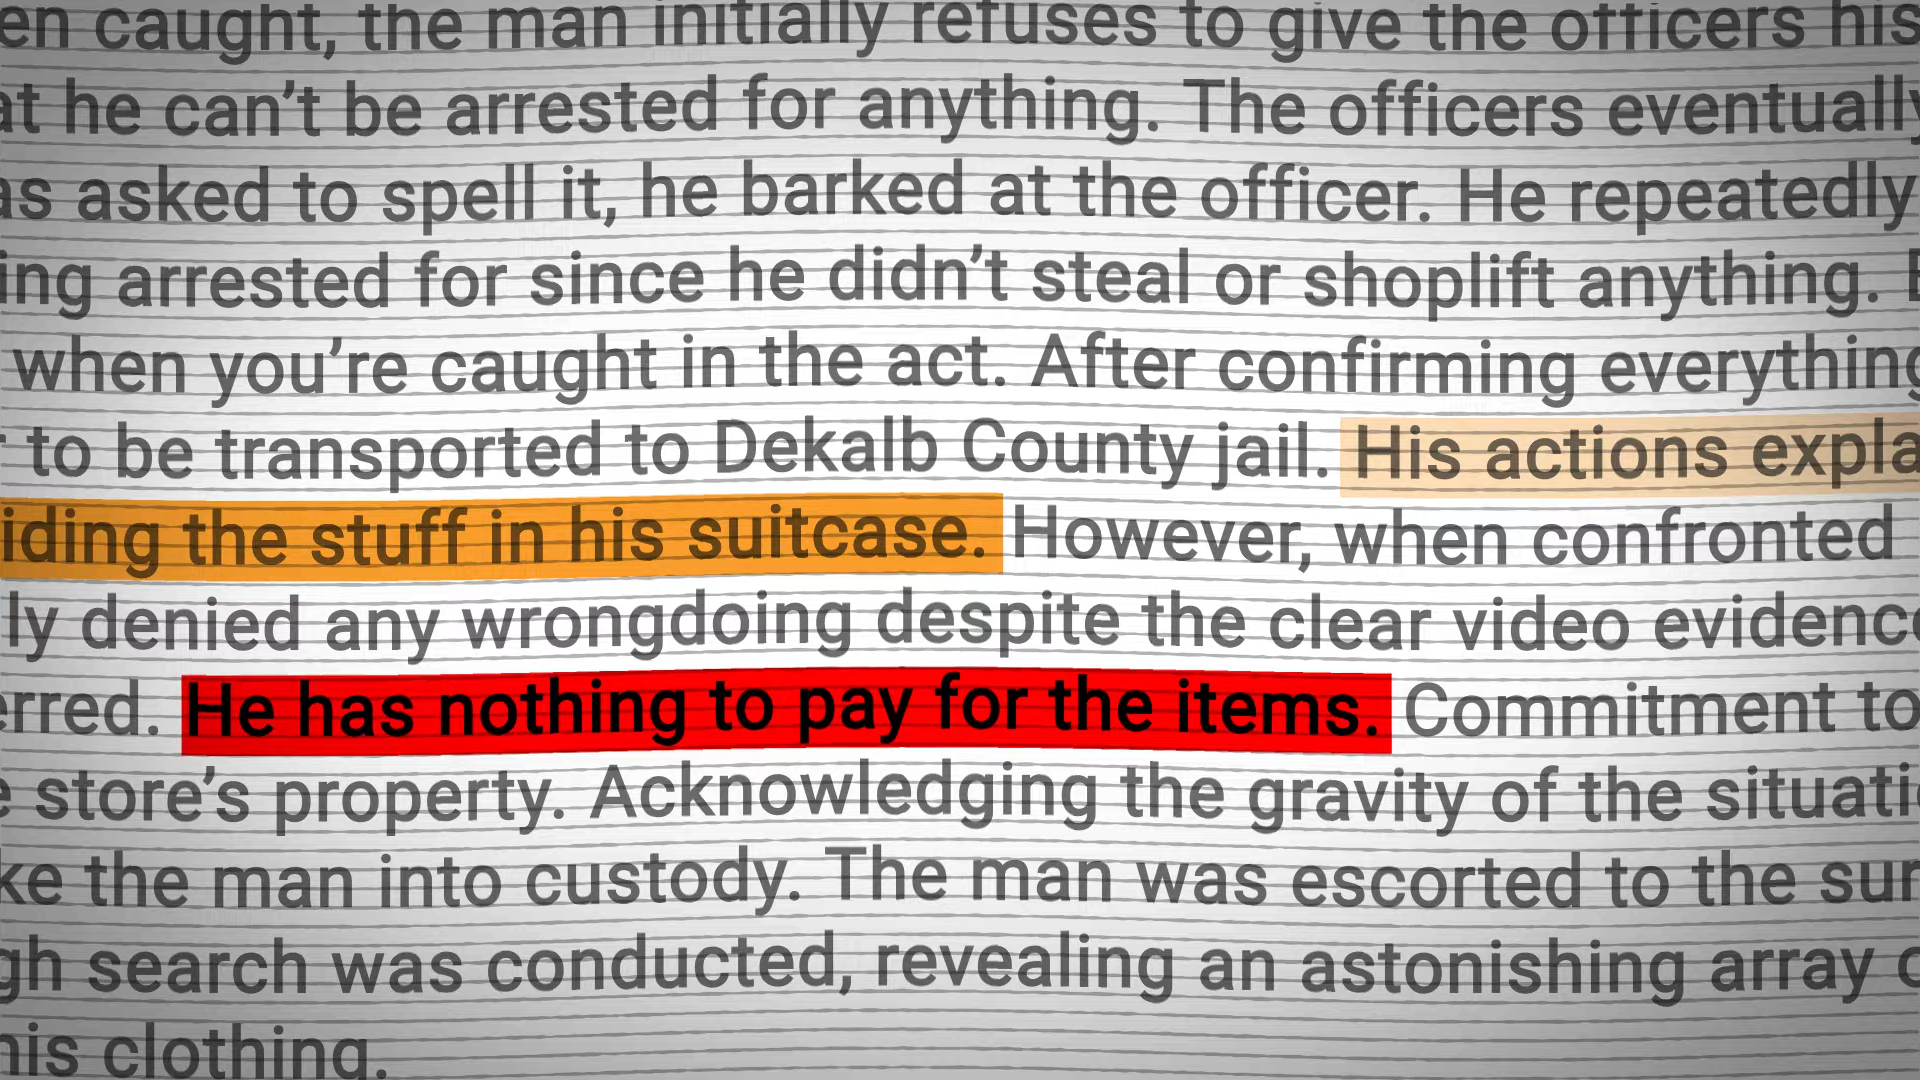 en caught, the man initially refuses to give the officers his
at he can't be arrested for anything. The officers eventually
as asked to spell it, he barked at the officer. He repeatedly
ing arrested for since he didn't steal or shoplift anything.
when you're caught in the act. After confirming everything
to be transported to Dekalb County jail. His actions expla
iding the stuff in his suitcase. However, when confronted
ly denied any wrongdoing despite the clear video evidence
erred. He has nothing to pay for the items. Commitment to
store's property. Acknowledging the gravity of the situatio
ke the man into custody. The man was escorted to the sur
gh search was conducted, revealing an astonishing array
his clothing.